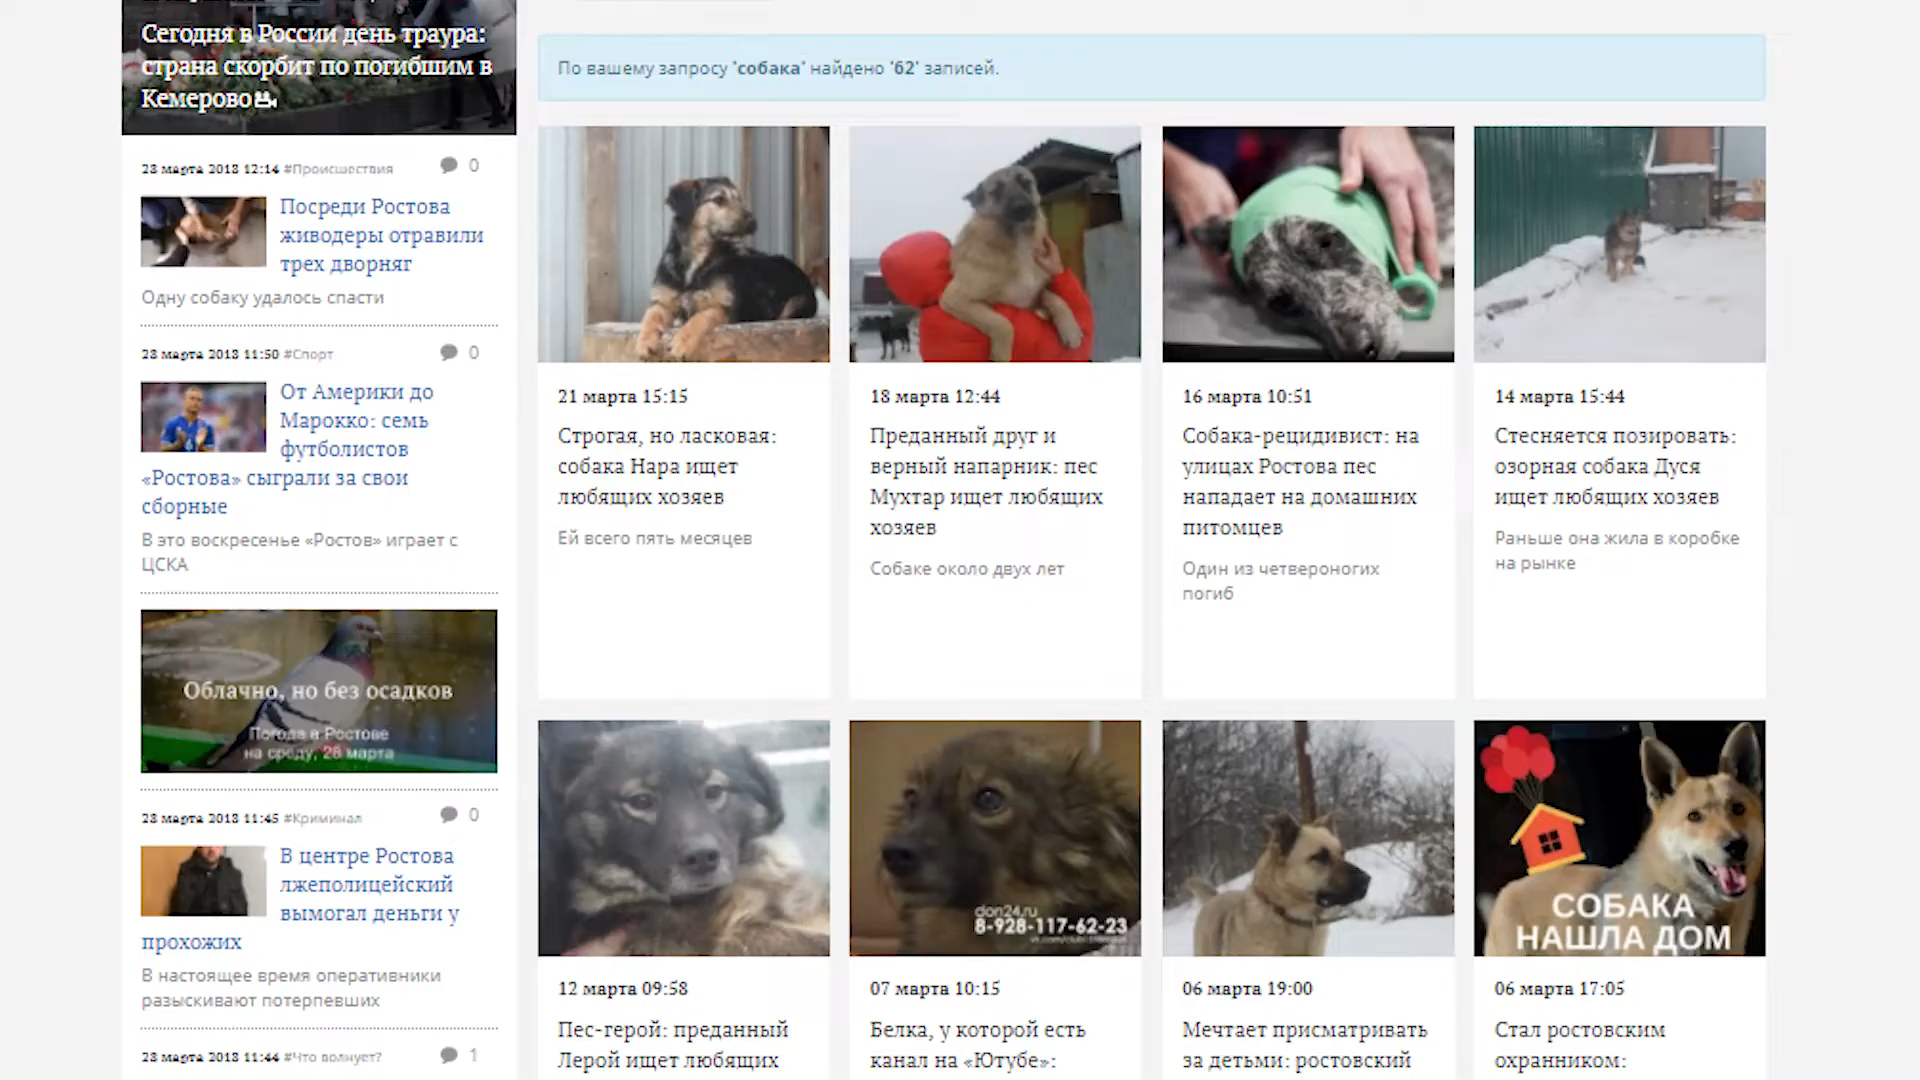 Сегодня в России день траура:
страна скорбит по погибшим в
Кемерово
28 марта 2018 12:14 #Происшествия 0
Посреди Ростова
живодеры отравили
трех дворняг
Одну собаку удалось спасти
28 марта 2018 11:50 #Спорт 0
От Америки до
Марокко: семь
футболистов
«Ростова» сыграли за свои
сборные
В это воскресенье «Ростов» играет с
ЦСКА
Облачно, но без осадков
Погода в Ростове
на среду, 28 марта
28 марта 2018 11:45 #Криминал 0
В центре Ростова
лжеполицейский
вымогал деньги у
прохожих
В настоящее время оперативники
разыскивают потерпевших
28 марта 2018 11:44 #Что волнует? 1
По вашему запросу 'собака' найдено '62' записей.
21 марта 15:15
Строгая, но ласковая:
собака Нара ищет
любящих хозяев
Ей всего пять месяцев
18 марта 12:44
Преданный друг и
верный напарник: пес
Мухтар ищет любящих
хозяев
Собаке около двух лет
16 марта 10:51
Собака-рецидивист: на
улицах Ростова пес
нападает на домашних
питомцев
Один из четвероногих
погиб
14 марта 15:44
Стесняется позировать:
озорная собака Дуся
ищет любящих хозяев
Раньше она жила в коробке
на рынке
12 марта 09:58
Пес-герой: преданный
Лерой ищет любящих
don24.ru
8-928-117-62-23
07 марта 10:15
Белка, у которой есть
канал на «Ютубе»:
06 марта 19:00
Мечтает присматривать
за детьми: ростовский
СОБАКА
НАШЛА ДОМ
06 марта 17:05
Стал ростовским
охранником: